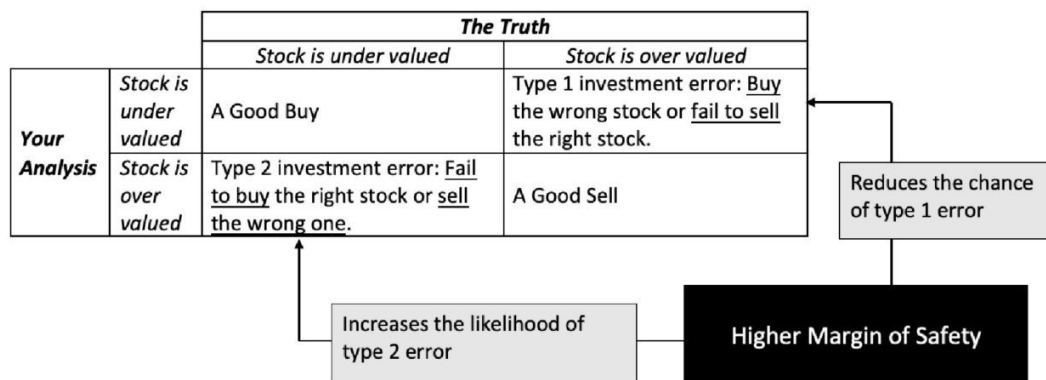 The Truth
Stock is under valued
Stock is over valued
Your
Analysis
Stock is
under
valued
A Good Buy
Type 1 investment error: Buy
the wrong stock or fail to sell
the right stock.
Stock is
over
valued
Type 2 investment error: Fail
to buy the right stock or sell
the wrong one.
A Good Sell
Reduces the chance
of type 1 error
Increases the likelihood of
type 2 error
Higher Margin of Safety